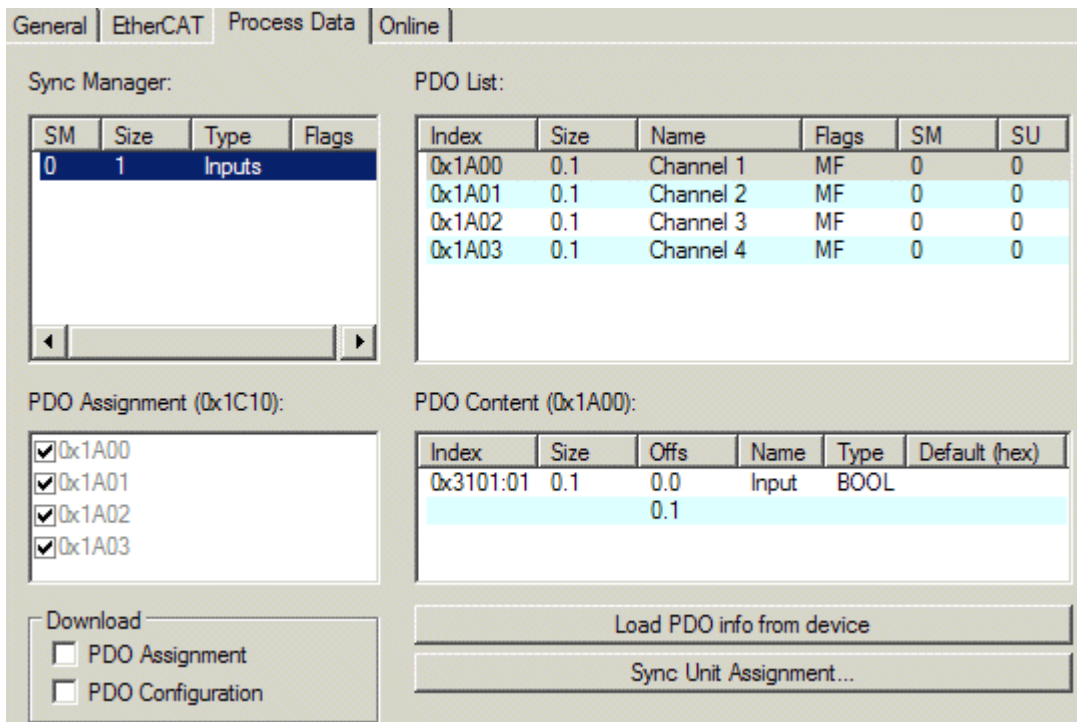 General EtherCAT Process Data Online
Sync Manager:
SM Size Type Flags
0 1 Inputs
PDO List:
Index Size Name Flags SM SU
0x1A00 0.1 Channel 1 MF 0 0
0x1A01 0.1 Channel 2 MF 0 0
0x1A02 0.1 Channel 3 MF 0 0
0x1A03 0.1 Channel 4 MF 0 0
PDO Assignment (0x1C10):
0x1A00
0x1A01
0x1A02
0x1A03
PDO Content (0x1A00):
Index Size Offs Name Type Default (hex)
0x3101:01 0.1 0.0 Input BOOL
0.1
Download
PDO Assignment
PDO Configuration
Load PDO info from device
Sync Unit Assignment...